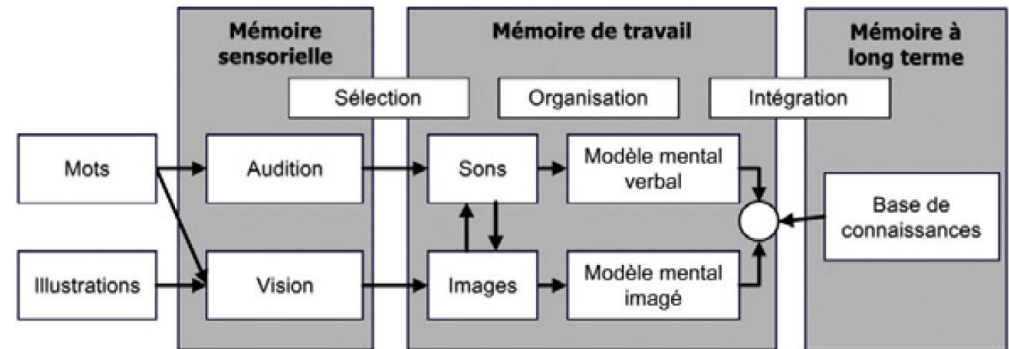 Mémoire
sensorielle
Mémoire de travail
Mémoire à
long terme
Sélection
Organisation
Intégration
Mots
Audition
Sons
Modèle mental
verbal
Base de
connaissances
Illustrations
Vision
Images
Modèle mental
imagé